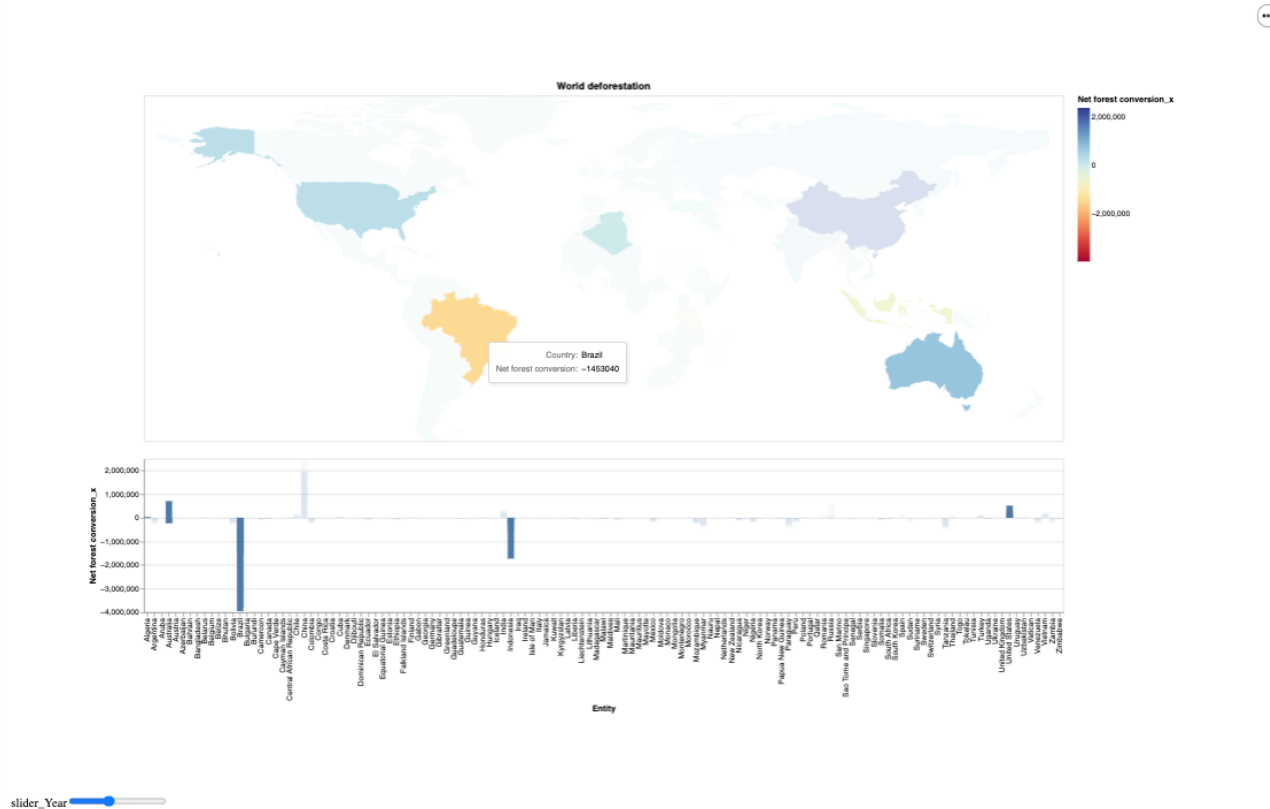 World deforestation
Net forest conversion_x
2,000,000
0
−2,000,000
Country: Brazil
Net forest conversion: −1453040
Net forest conversion_x
2,000,000
1,000,000
0
−1,000,000
−2,000,000
−3,000,000
−4,000,000
Algeria
Argentina
Aruba
Australia
Austria
Azerbaijan
Bahrain
Bangladesh
Belarus
Belgium
Belize
Bhutan
Bolivia
Brazil
Bulgaria
Burundi
Cameroon
Canada
Cape Verde
Cayman Islands
Central African Republic
Chile
China
Colombia
Congo
Costa Rica
Croatia
Cuba
Denmark
Djibouti
Dominican Republic
Ecuador
El Salvador
Equatorial Guinea
Estonia
Ethiopia
Falkland Islands
Finland
Gabon
Georgia
Germany
Gibraltar
Greenland
Guadeloupe
Guatemala
Guinea
Guyana
Honduras
Hungary
Iceland
India
Indonesia
Iraq
Ireland
Isle of Man
Italy
Jamaica
Kuwait
Kyrgyzstan
Latvia
Liberia
Liechtenstein
Lithuania
Madagascar
Malawi
Maldives
Malta
Martinique
Mauritania
Mauritius
Mexico
Moldova
Monaco
Montenegro
Morocco
Mozambique
Myanmar
Nauru
Nepal
Netherlands
New Zealand
Nicaragua
Niger
Nigeria
North Korea
Norway
Panama
Papua New Guinea
Paraguay
Peru
Poland
Portugal
Qatar
Romania
Russia
San Marino
Sao Tome and Principe
Senegal
Serbia
Singapore
Slovenia
South Africa
Spain
Sudan
Suriname
Sweden
Switzerland
Syria
Tanzania
Thailand
Togo
Tunisia
Turkey
Uganda
Ukraine
United Kingdom
United States
Uruguay
Uzbekistan
Vatican
Venezuela
Vietnam
Zambia
Zimbabwe
Entity
slider_Year